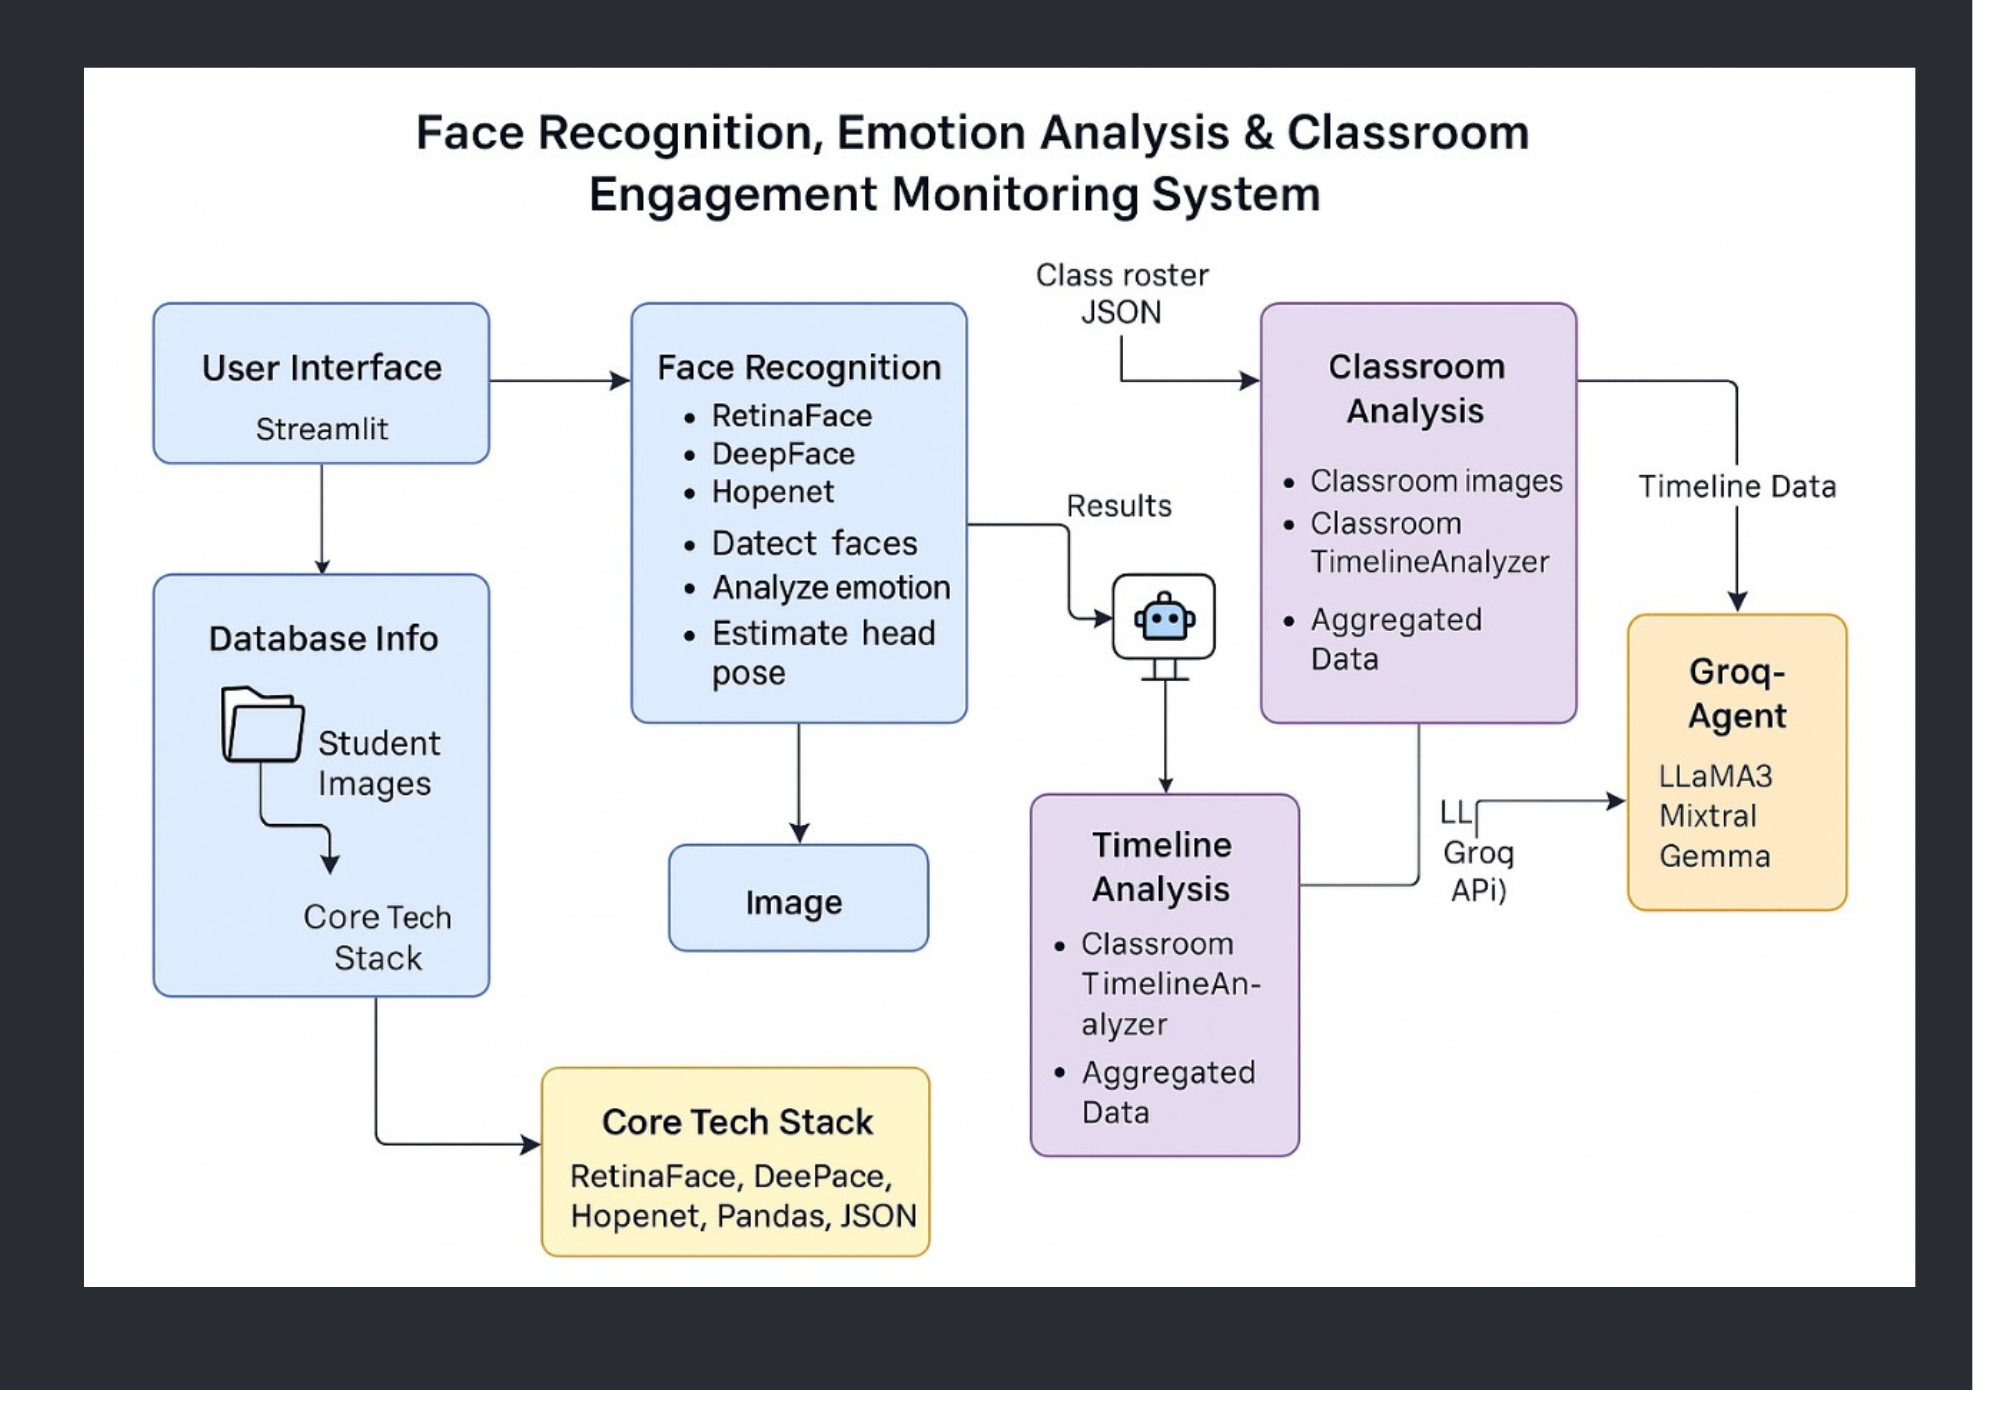 Face Recognition, Emotion Analysis & Classroom
Engagement Monitoring System
User Interface
Streamlit
Database Info
Student
Images
Core Tech
Stack
Face Recognition
• RetinaFace
• DeepFace
• Hopenet
• Datect faces
• Analyze emotion
• Estimate head
pose
Image
Core Tech Stack
RetinaFace, DeePace,
Hopenet, Pandas, JSON
Class roster
JSON
Results
Classroom
Analysis
• Classroom images
• Classroom
TimelineAnalyzer
• Aggregated
Data
Timeline
Analysis
• Classroom
TimelineAn-
alyzer
• Aggregated
Data
Timeline Data
LL
Groq
APi)
Groq-
Agent
LLaMA3
Mixtral
Gemma